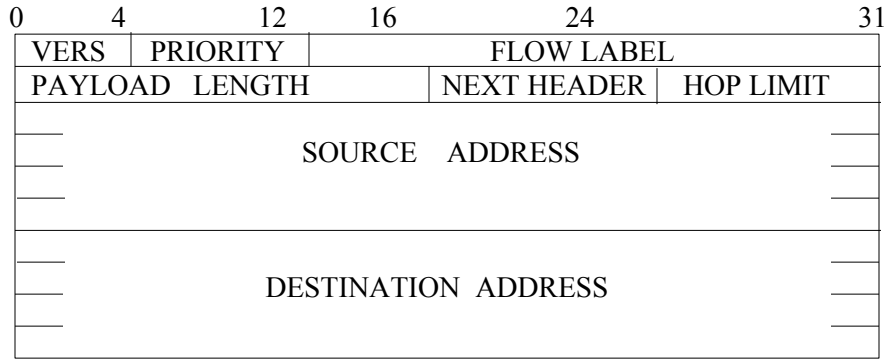 0 4 12 16 24 31
VERS PRIORITY FLOW LABEL
PAYLOAD LENGTH NEXT HEADER HOP LIMIT
SOURCE ADDRESS
DESTINATION ADDRESS